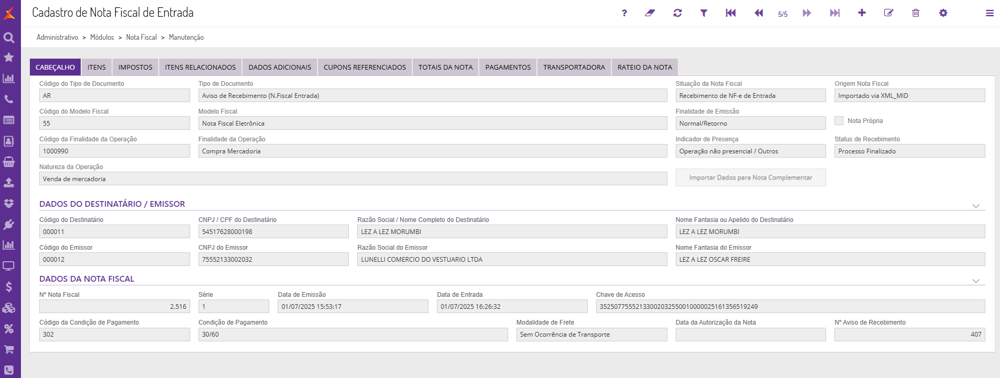 Cadastro de Nota Fiscal de Entrada
? 5/5
Administrativo > Módulos > Nota Fiscal > Manutenção
CABEÇALHO ITENS IMPOSTOS ITENS RELACIONADOS DADOS ADICIONAIS CUPONS REFERENCIADOS TOTAIS DA NOTA PAGAMENTOS TRANSPORTADORA RATEIO DA NOTA
Código do Tipo de Documento Tipo de Documento Situação da Nota Fiscal Origem Nota Fiscal
AR Aviso de Recebimento (N.Fiscal Entrada) Recebimento de NF-e de Entrada Importado via XML_MID
Código do Modelo Fiscal Modelo Fiscal Finalidade de Emissão
55 Nota Fiscal Eletrônica Normal/Retorno Nota Própria
Código da Finalidade da Operação Finalidade da Operação Indicador de Presença Status de Recebimento
1000990 Compra Mercadoria Operação não presencial / Outros Processo Finalizado
Natureza da Operação
Venda de mercadoria Importar Dados para Nota Complementar
DADOS DO DESTINATÁRIO / EMISSOR
Código do Destinatário CNPJ / CPF do Destinatário Razão Social / Nome Completo do Destinatário Nome Fantasia ou Apelido do Destinatário
000011 54517628000198 LEZ A LEZ MORUMBI LEZ A LEZ MORUMBI
Código do Emissor CNPJ do Emissor Razão Social do Emissor Nome Fantasia do Emissor
000012 75552133002032 LUNELLI COMERCIO DO VESTUARIO LTDA LEZ A LEZ OSCAR FREIRE
DADOS DA NOTA FISCAL
Nº Nota Fiscal Série Data de Emissão Data de Entrada Chave de Acesso
2.516 1 01/07/2025 15:53:17 01/07/2025 16:26:32 35250775552133002032550010000025161356519249
Código da Condição de Pagamento Condição de Pagamento Modalidade de Frete Data da Autorização da Nota Nº Aviso de Recebimento
302 30/60 Sem Ocorrência de Transporte 407